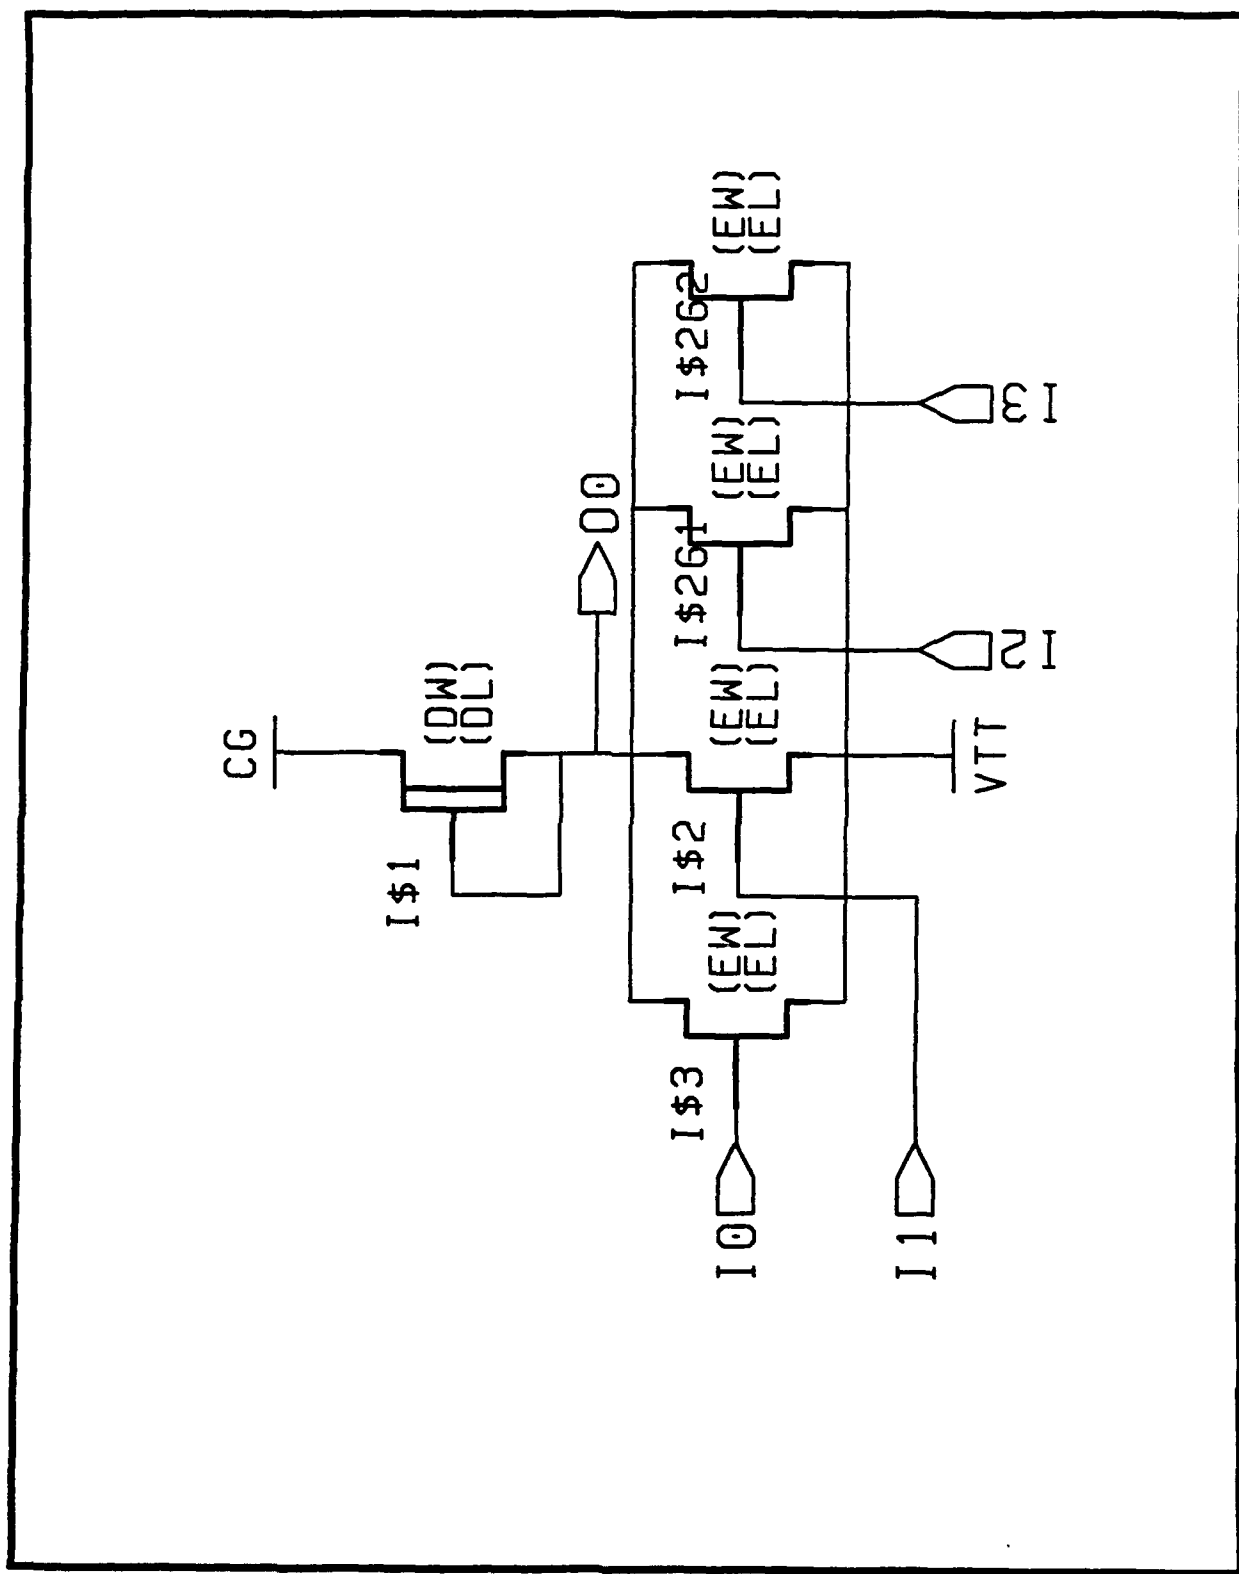 CG
I$1
(DW)
(DL)
O0
I$3
(EW)
(EL)
I$2
(EW)
(EL)
I$261
(EW)
(EL)
I$262
(EW)
(EL)
I0
I1
VTT
I2
I3